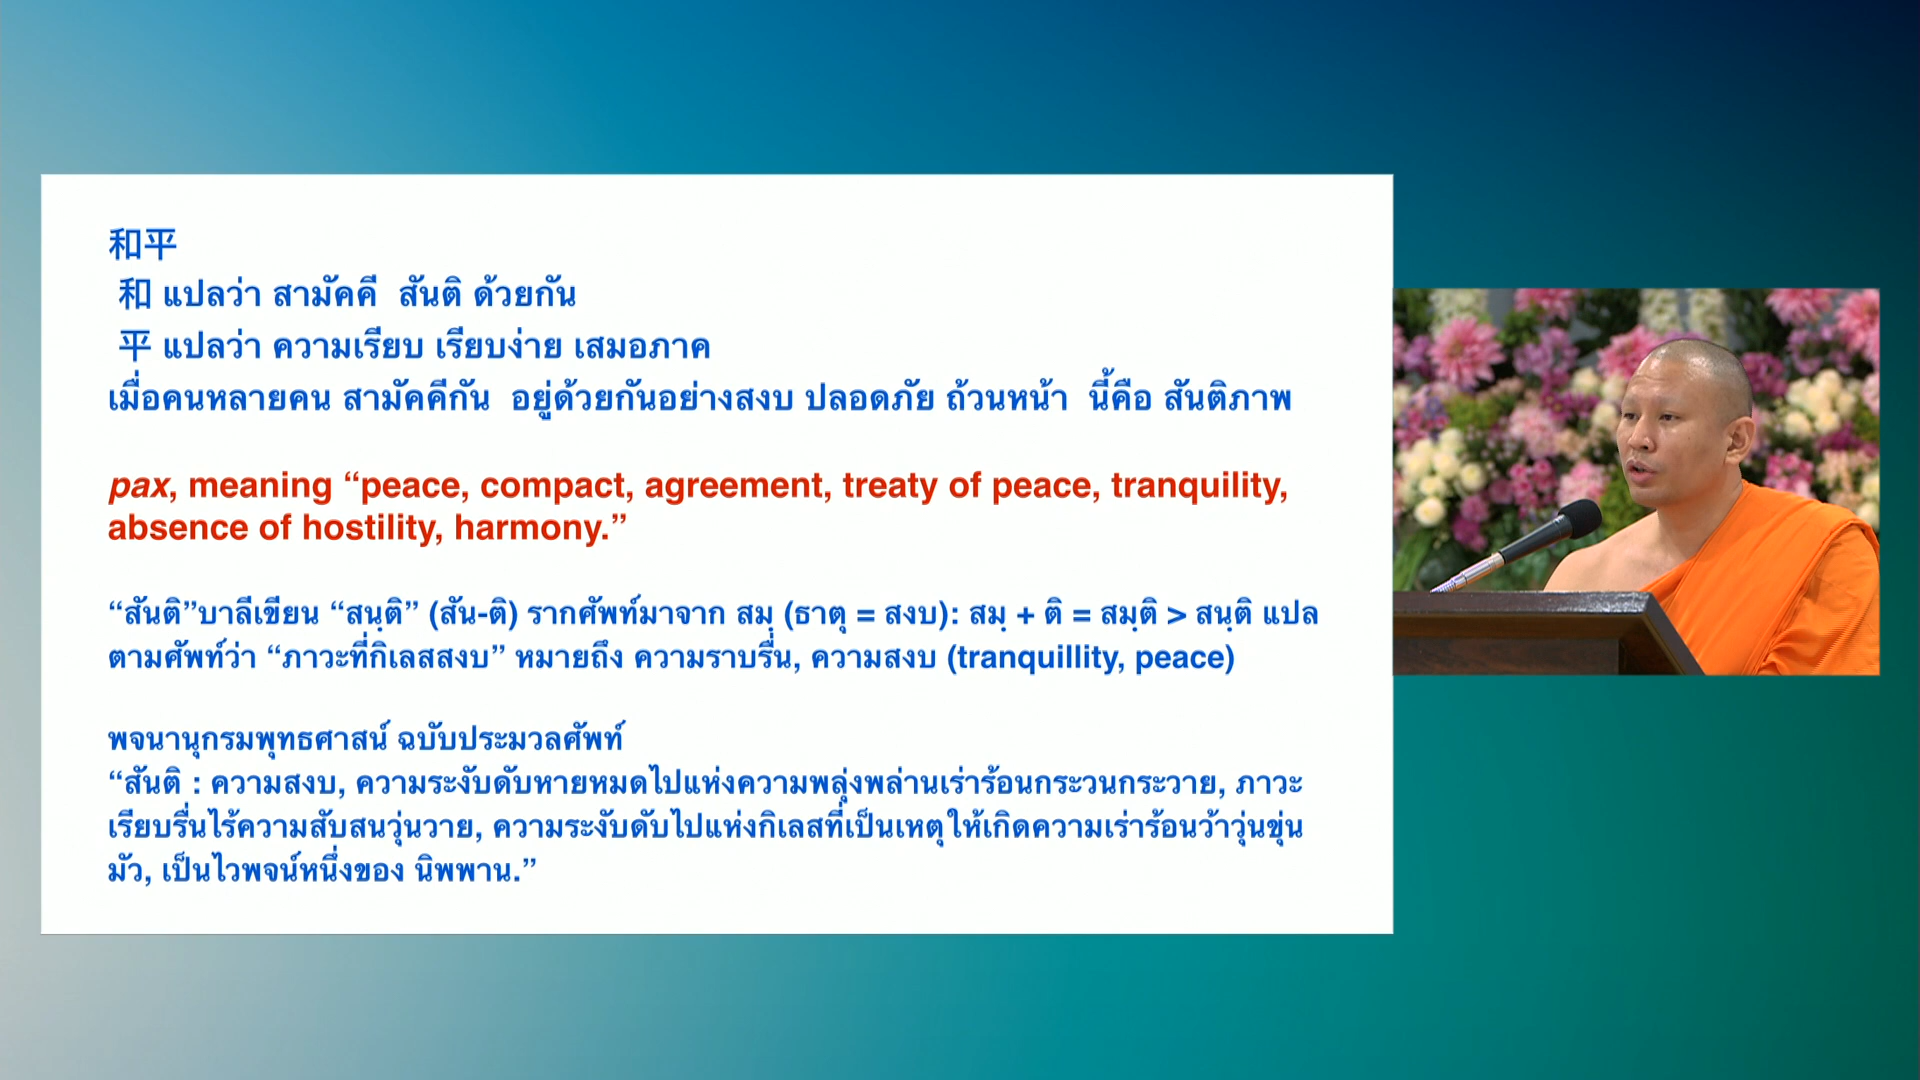 和平
和 แปลว่า สามัคคี สันติ ด้วยกัน
平 แปลว่า ความเรียบ เรียบง่าย เสมอภาค
เมื่อคนหลายคน สามัคคีกัน อยู่ด้วยกันอย่างสงบ ปลอดภัย ถ้วนหน้า นี้คือ สันติภาพ
pax, meaning “peace, compact, agreement, treaty of peace, tranquility,
absence of hostility, harmony.”
“สันติ”บาลีเขียน “สนฺติ” (สัน-ติ) รากศัพท์มาจาก สมฺ (ธาตุ = สงบ): สมฺ + ติ = สมฺติ > สนฺติ แปล
ตามศัพท์ว่า “ภาวะที่กิเลสสงบ” หมายถึง ความราบรื่น, ความสงบ (tranquillity, peace)
พจนานุกรมพุทธศาสน์ ฉบับประมวลศัพท์
“สันติ : ความสงบ, ความระงับดับหายหมดไปแห่งความพลุ่งพล่านเร่าร้อนกระวนกระวาย, ภาวะ
เรียบรื่นไร้ความสับสนวุ่นวาย, ความระงับดับไปแห่งกิเลสที่เป็นเหตุให้เกิดความเร่าร้อนว้าวุ่นขุ่น
มัว, เป็นไวพจน์หนึ่งของ นิพพาน.”